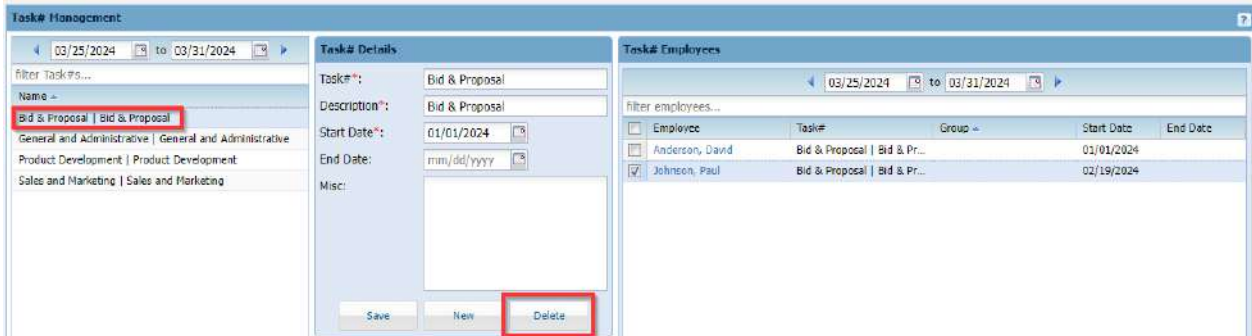 Task# Management
?
03/25/2024 to 03/31/2024
filter Task#s...
Name
Bid & Proposal | Bid & Proposal
General and Administrative | General and Administrative
Product Development | Product Development
Sales and Marketing | Sales and Marketing
Task# Details
Task#*: Bid & Proposal
Description*: Bid & Proposal
Start Date*: 01/01/2024
End Date: mm/dd/yyyy
Misc:
Save New Delete
Task# Employees
03/25/2024 to 03/31/2024
filter employees...
Employee Task# Group Start Date End Date
Anderson, David Bid & Proposal | Bid & Pr... 01/01/2024
Johnson, Paul Bid & Proposal | Bid & Pr... 02/19/2024